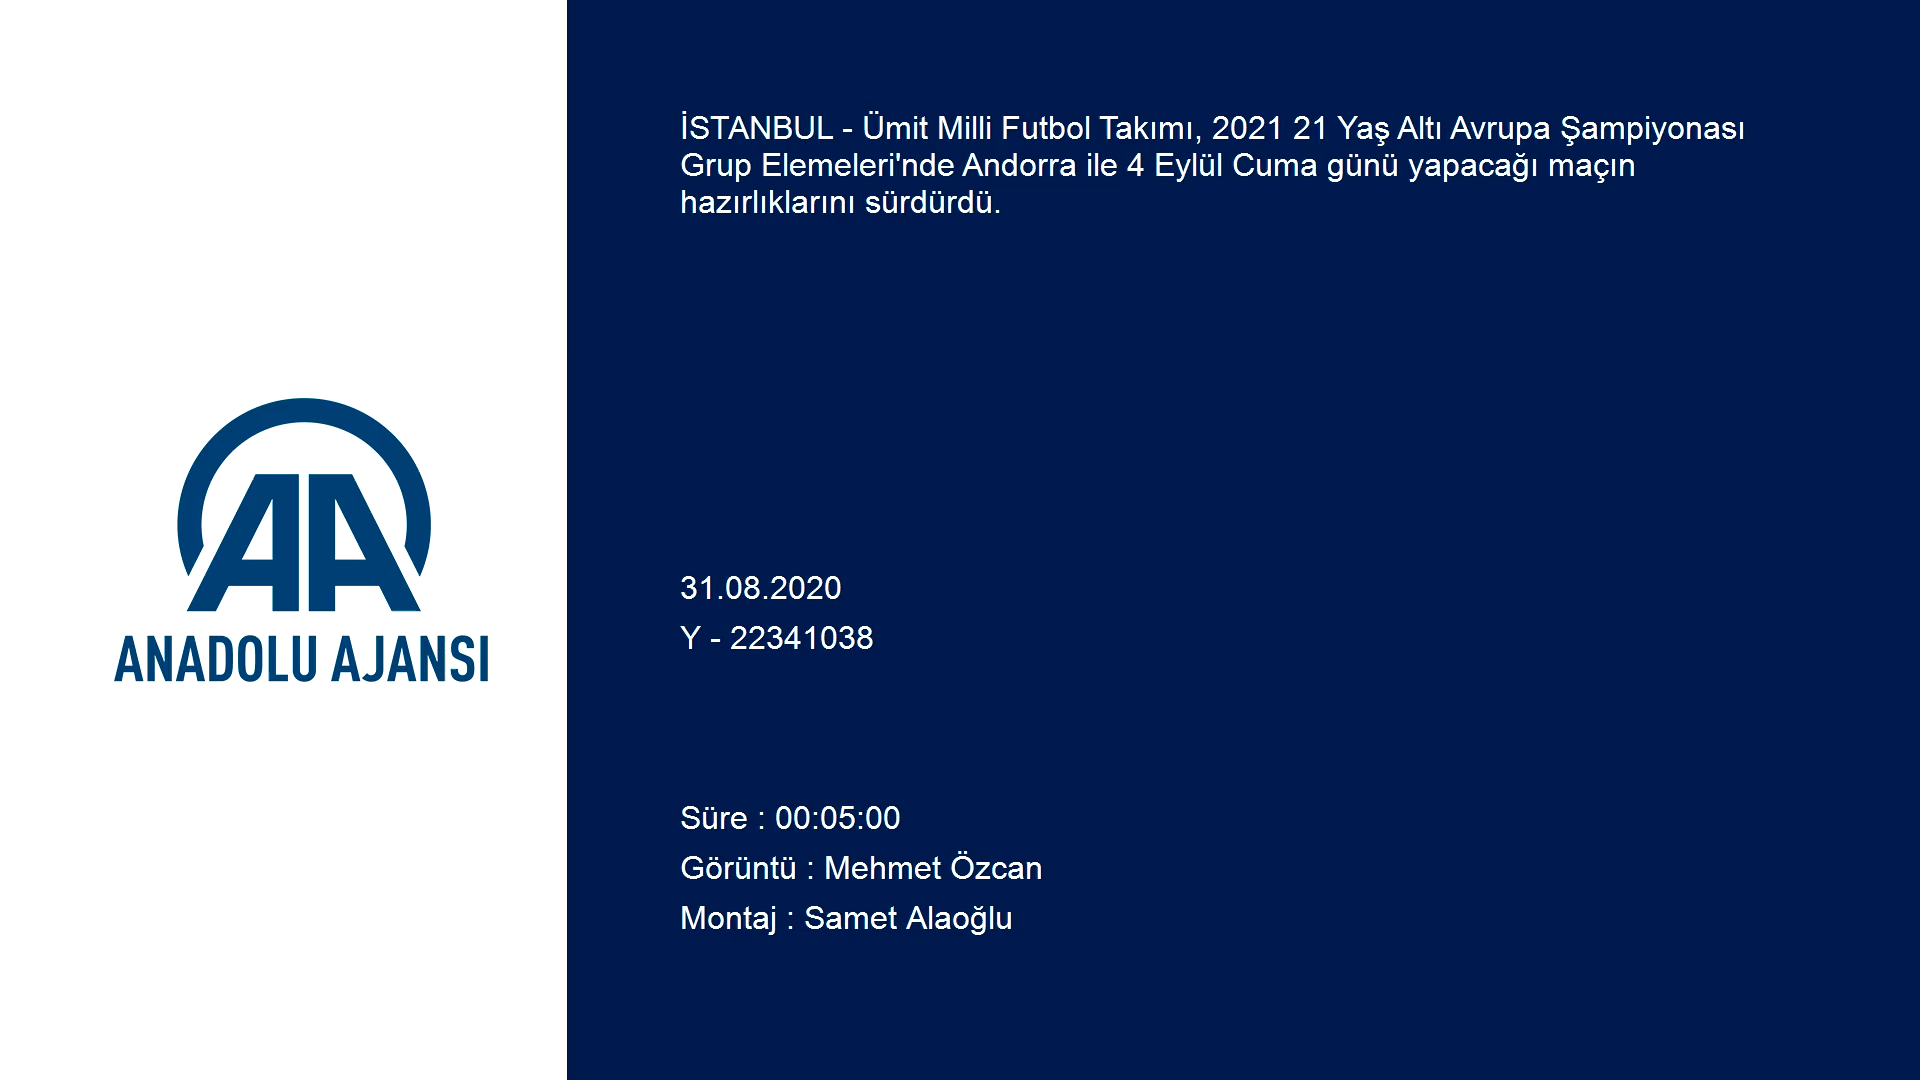 İSTANBUL - Ümit Milli Futbol Takımı, 2021 21 Yaş Altı Avrupa Şampiyonası
Grup Elemeleri'nde Andorra ile 4 Eylül Cuma günü yapacağı maçın
hazırlıklarını sürdürdü.
AA
ANADOLU AJANSI
31.08.2020
Y - 22341038
Süre : 00:05:00
Görüntü : Mehmet Özcan
Montaj : Samet Alaoğlu